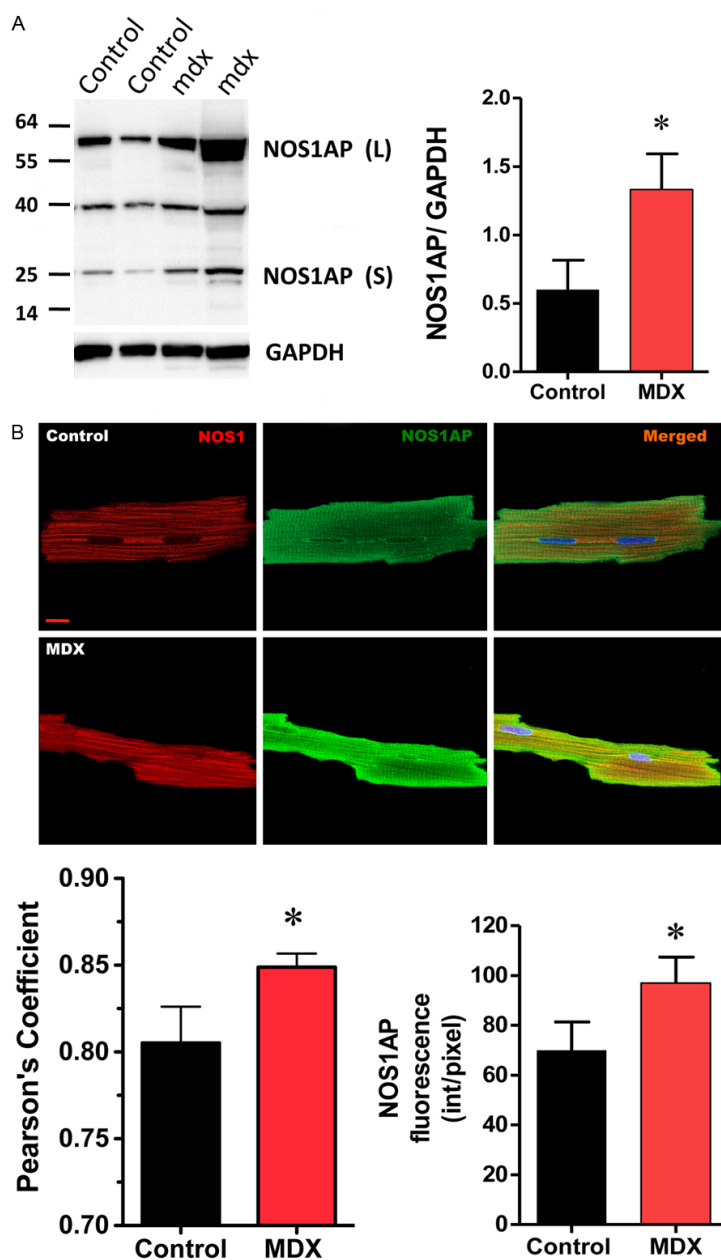 A
Control
Control
mdx
mdx
64
55
40
25
14
NOS1AP (L)
NOS1AP (S)
GAPDH
NOS1AP/ GAPDH
2.0
1.5
1.0
0.5
0.0
*
Control
MDX
B
Control
NOS1
NOS1AP
Merged
MDX
Pearson's Coefficient
0.90
0.85
0.80
0.75
0.70
*
Control
MDX
NOS1AP
fluorescence
(int/pixel)
120
100
80
60
40
20
0
*
Control
MDX